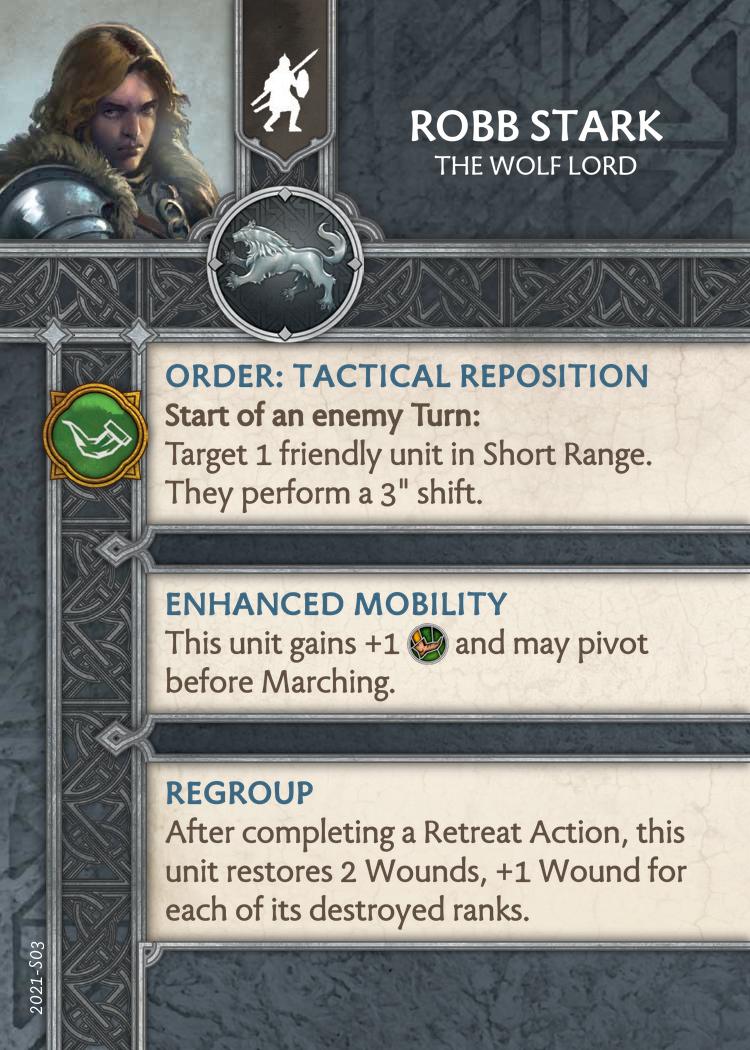 ROBB STARK
THE WOLF LORD
ORDER: TACTICAL REPOSITION
Start of an enemy Turn:
Target 1 friendly unit in Short Range.
They perform a 3" shift.
ENHANCED MOBILITY
This unit gains +1 and may pivot
before Marching.
REGROUP
After completing a Retreat Action, this
unit restores 2 Wounds, +1 Wound for
each of its destroyed ranks.
2021-S03